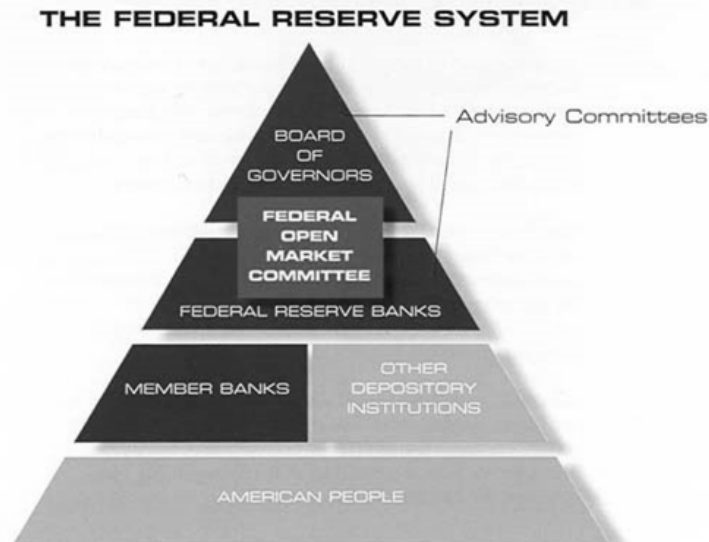 THE FEDERAL RESERVE SYSTEM
Advisory Committees
BOARD
OF
GOVERNORS
FEDERAL
OPEN
MARKET
COMMITTEE
FEDERAL RESERVE BANKS
MEMBER BANKS
OTHER
DEPOSITORY
INSTITUTIONS
AMERICAN PEOPLE